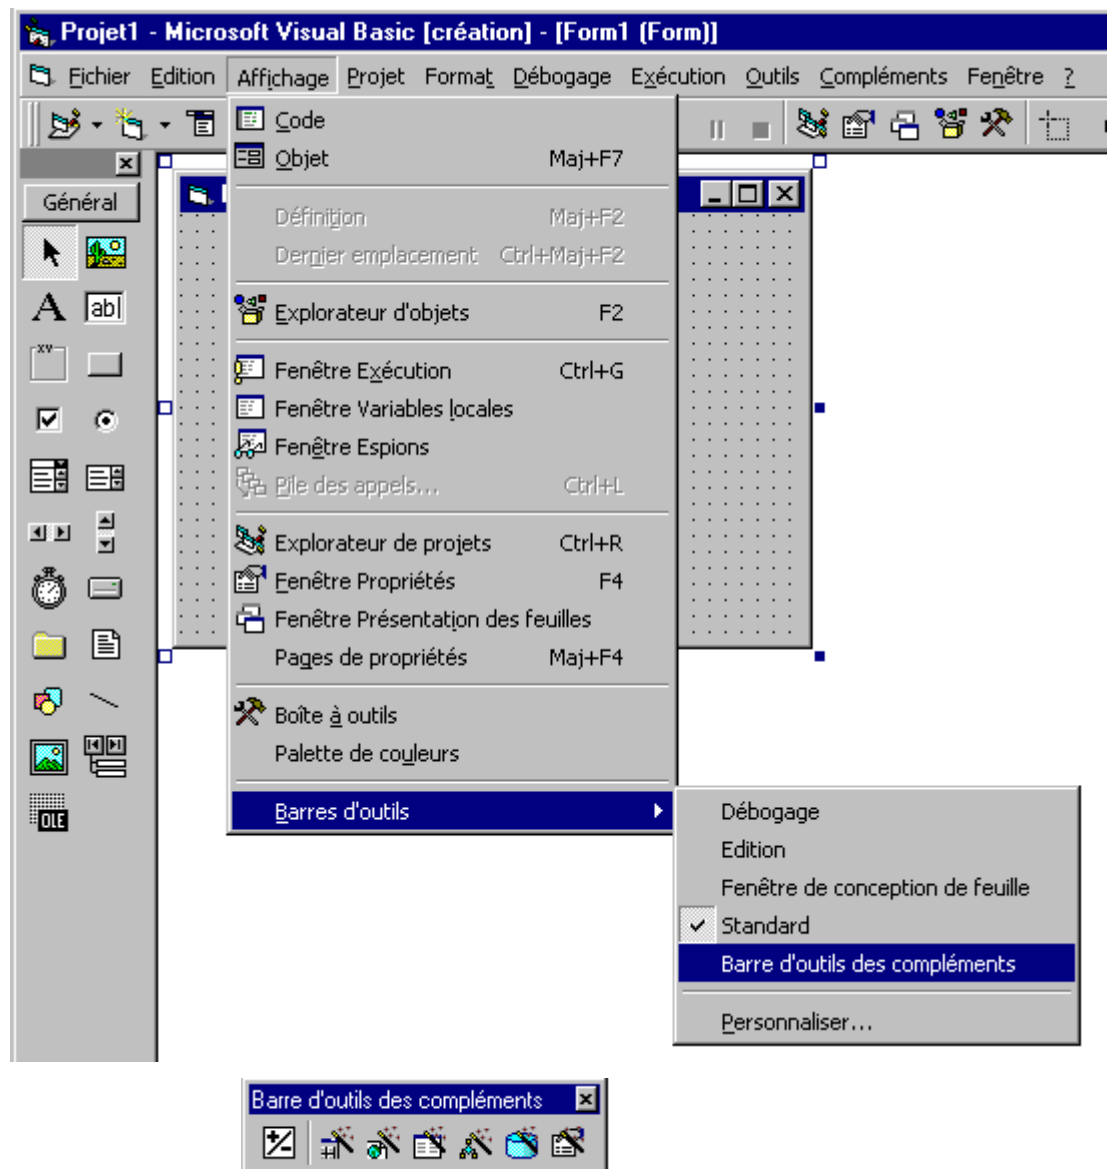 Projet1 - Microsoft Visual Basic [création] - [Form1 (Form)]
Fichier Edition Affichage Projet Format Débogage Exécution Outils Compléments Fenêtre ?
Général
A ab|
XY
OLE
Code
Objet Maj+F7
Définition Maj+F2
Dernier emplacement Ctrl+Maj+F2
Explorateur d'objets F2
Fenêtre Exécution Ctrl+G
Fenêtre Variables locales
Fenêtre Espions
Pile des appels... Ctrl+L
Explorateur de projets Ctrl+R
Fenêtre Propriétés F4
Fenêtre Présentation des feuilles
Pages de propriétés Maj+F4
Boîte à outils
Palette de couleurs
Barres d'outils
Débogage
Edition
Fenêtre de conception de feuille
Standard
Barre d'outils des compléments
Personnaliser...
Barre d'outils des compléments